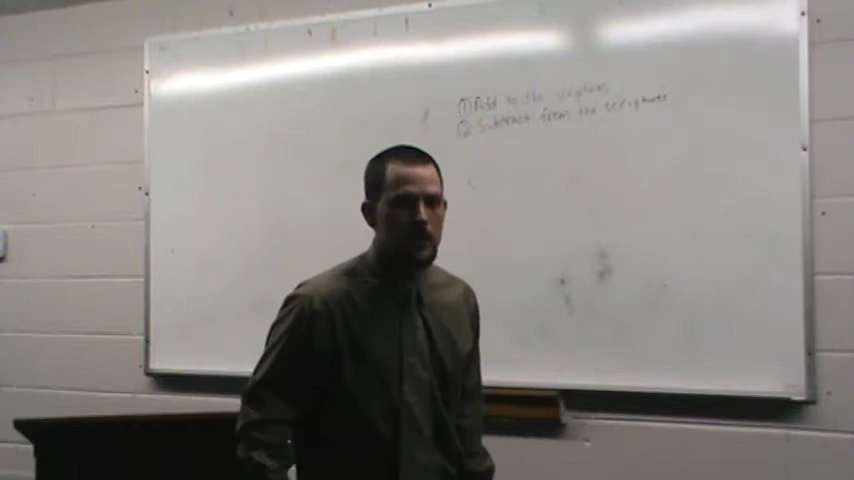 ① Add to the scriptures
② Subtract from the scriptures